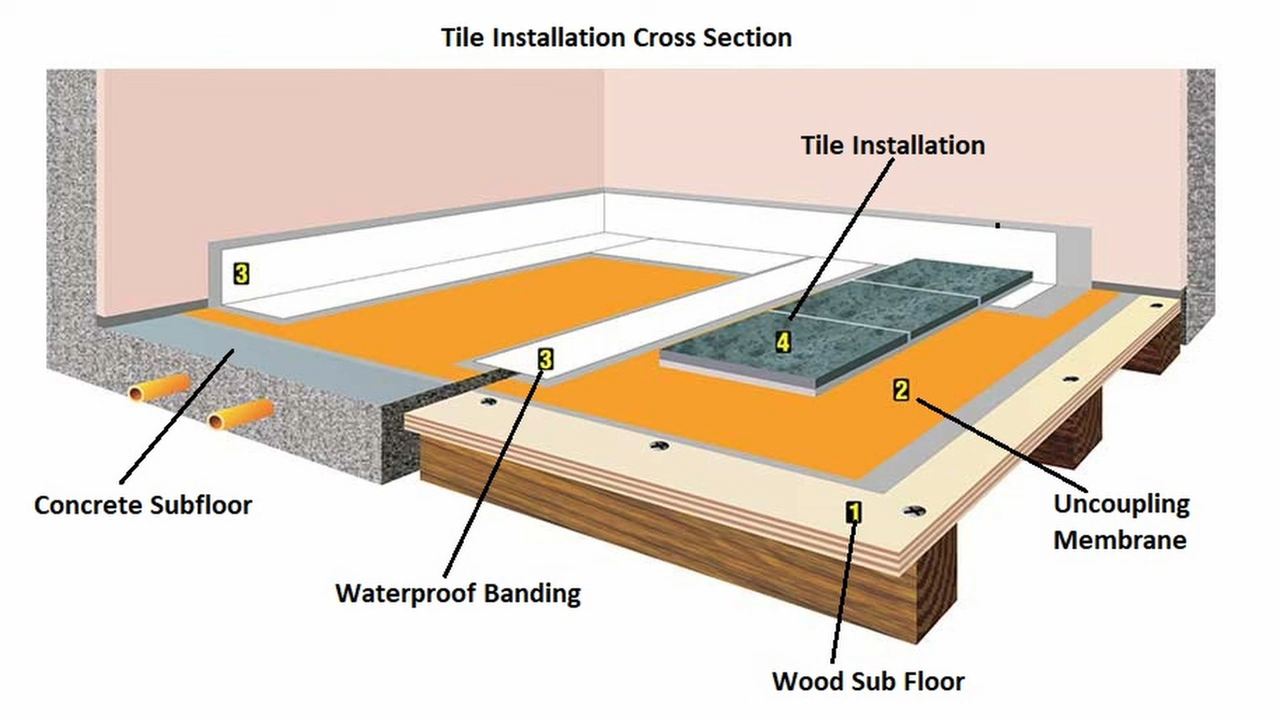 Tile Installation Cross Section
Tile Installation
3
3
4
2
Concrete Subfloor
Uncoupling
Membrane
1
Waterproof Banding
Wood Sub Floor